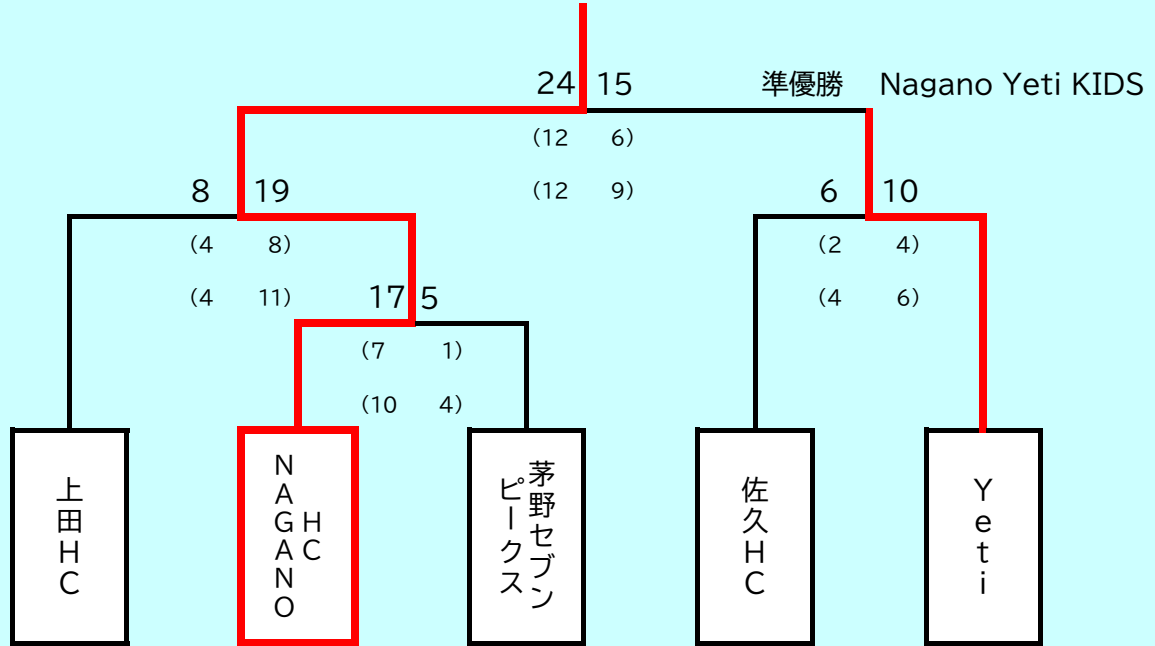 24 15 準優勝 Nagano Yeti KIDS
(12 6)
(12 9)
8 19
6 10
(4 8)
(2 4)
(4 11)
(4 6)
17 5
(7 1)
(10 4)
上田HC
NAGANO
HC
茅野セブン
ピークス
佐久HC
Yeti